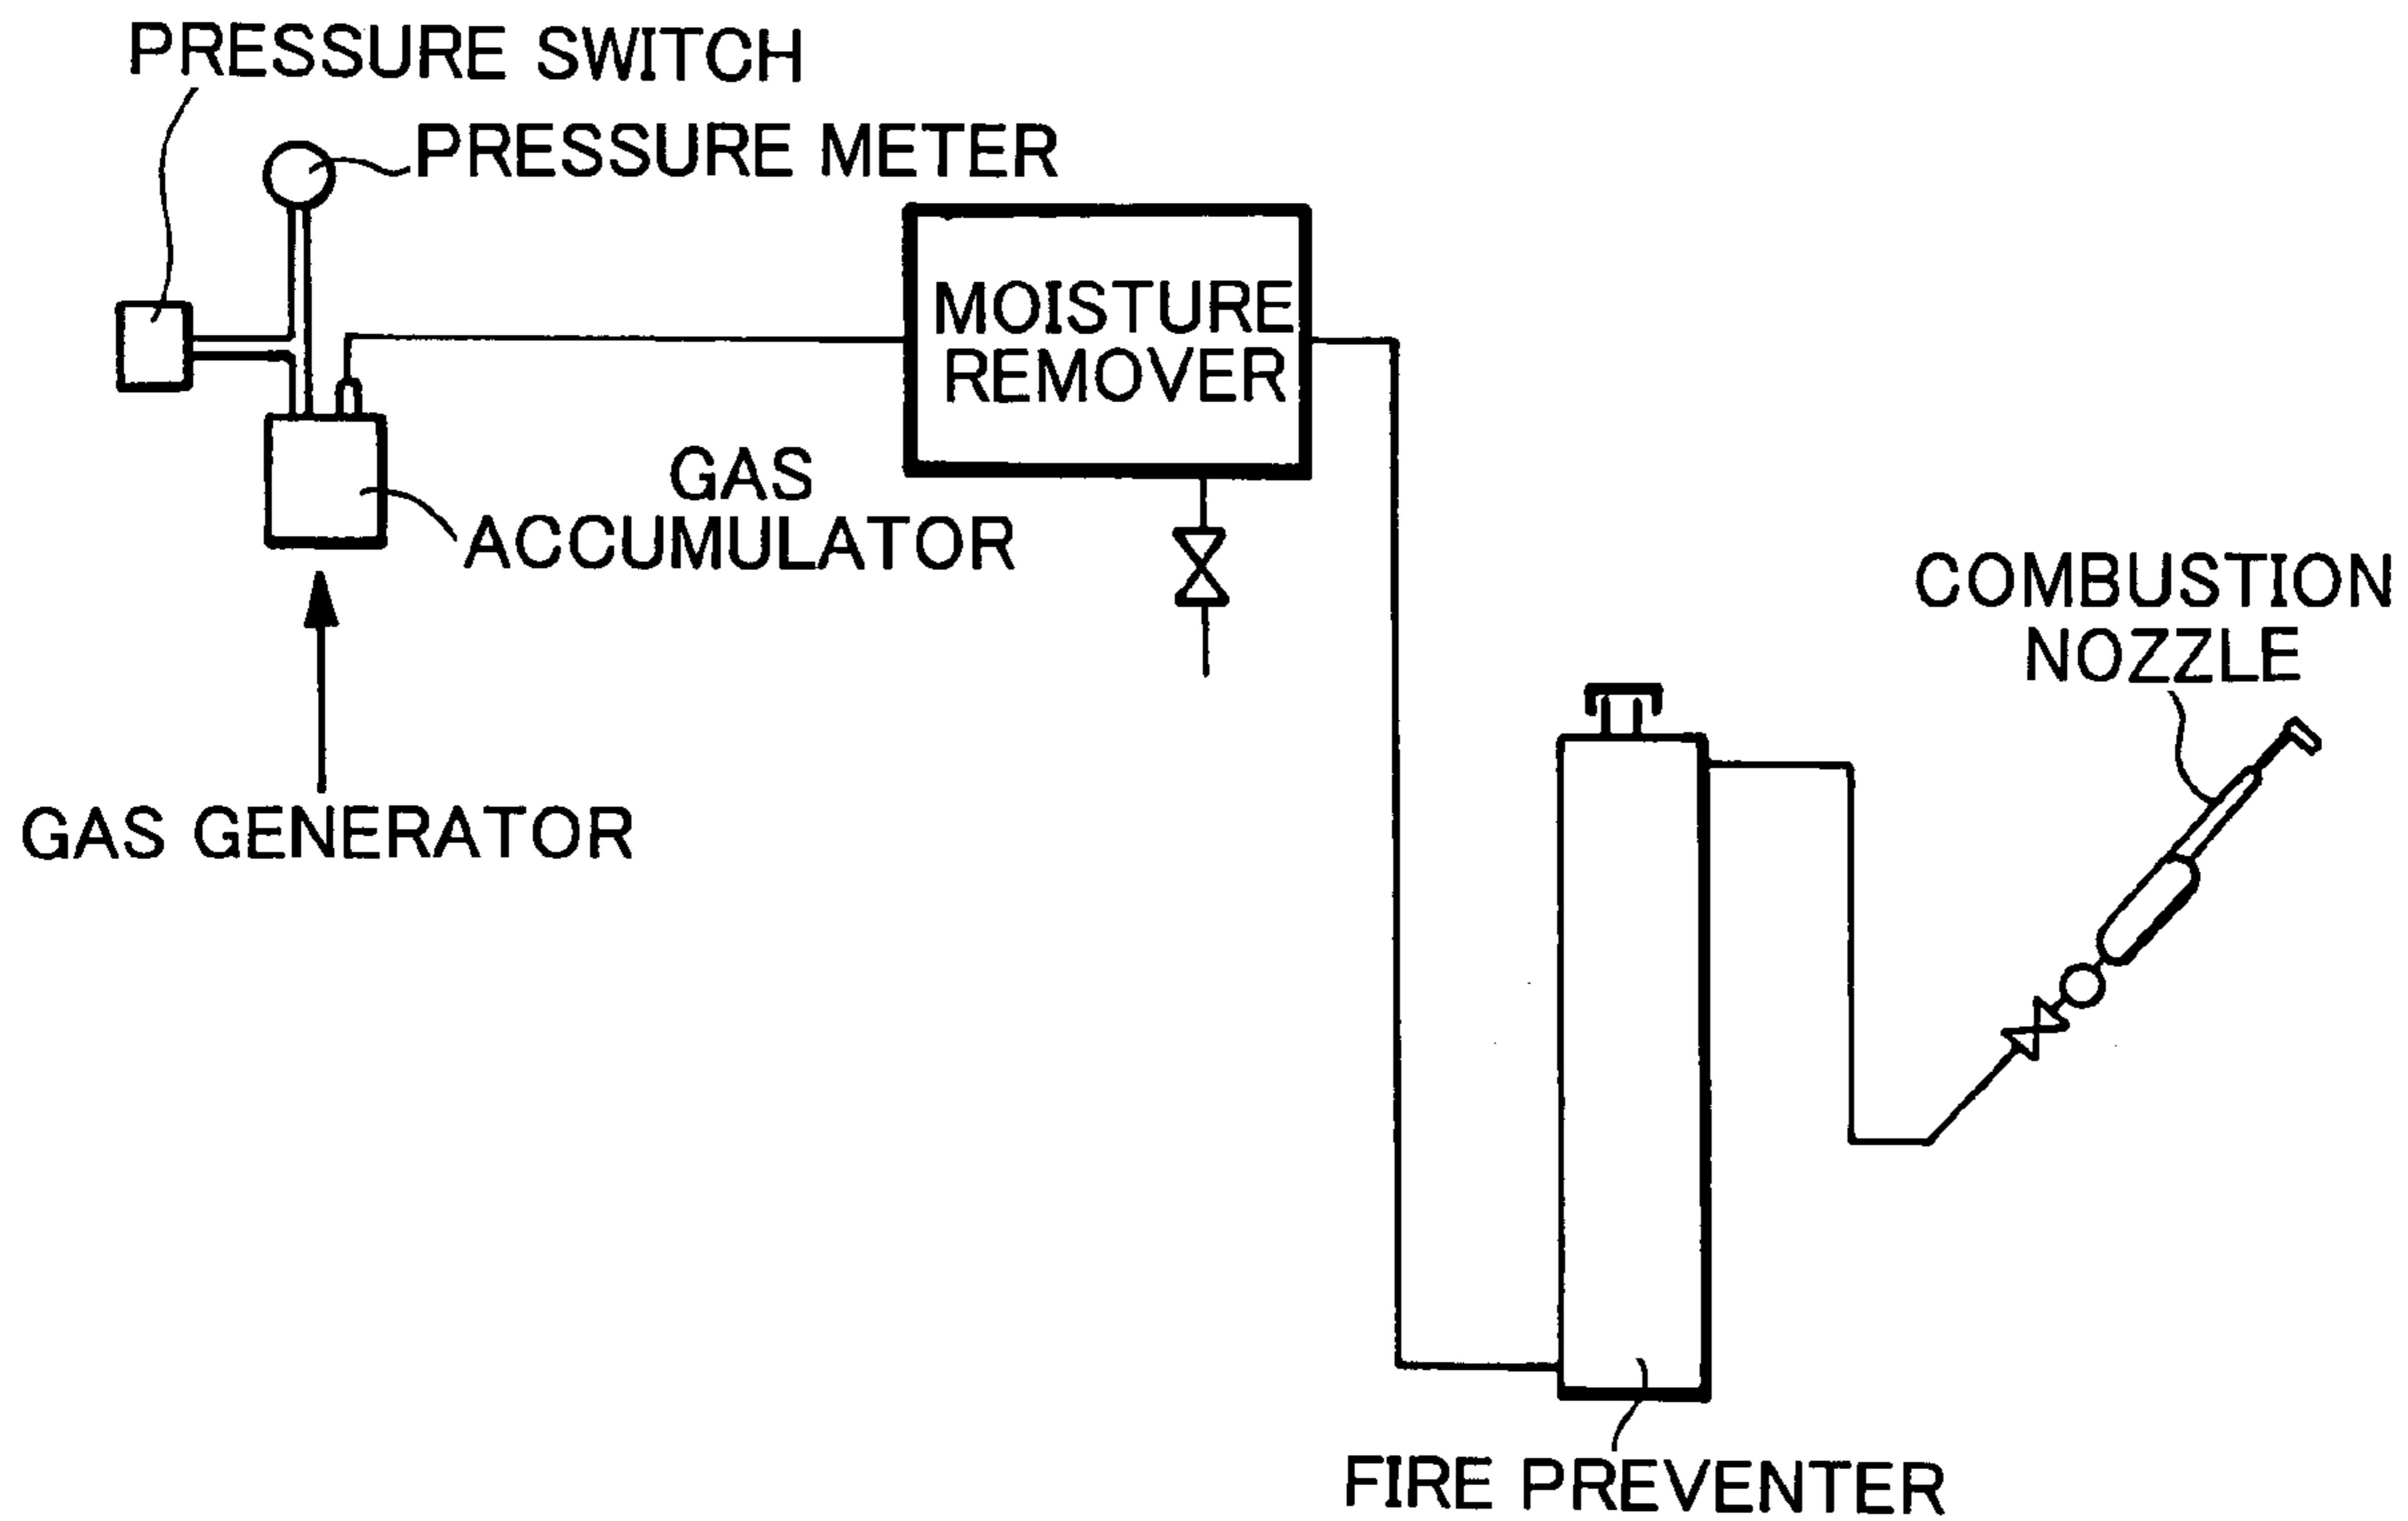 PRESSURE SWITCH
PRESSURE METER
MOISTURE
REMOVER
GAS
ACCUMULATOR
COMBUSTION
NOZZLE
GAS GENERATOR
FIRE PREVENTER